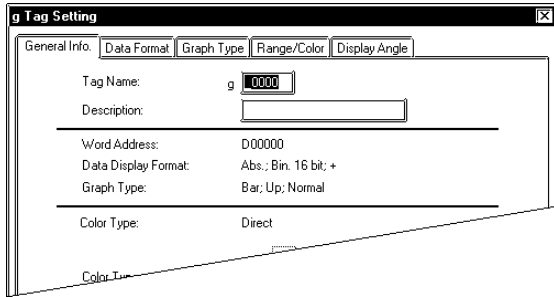 g Tag Setting
General Info. Data Format Graph Type Range/Color Display Angle
Tag Name: g 0000
Description:
Word Address: D00000
Data Display Format: Abs.; Bin. 16 bit; +
Graph Type: Bar; Up; Normal
Color Type: Direct
Color